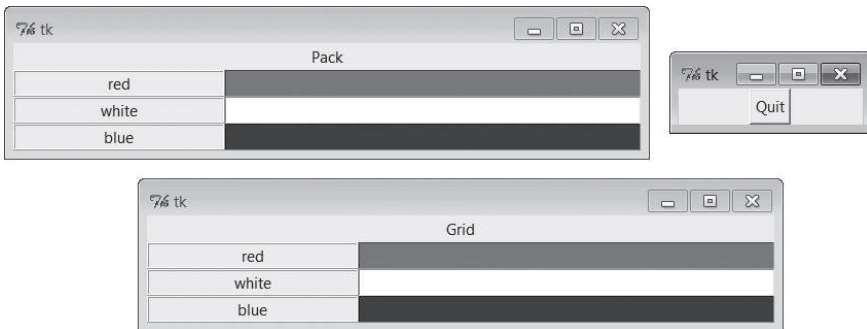 tk
Pack
red
white
blue
tk
Quit
tk
Grid
red
white
blue